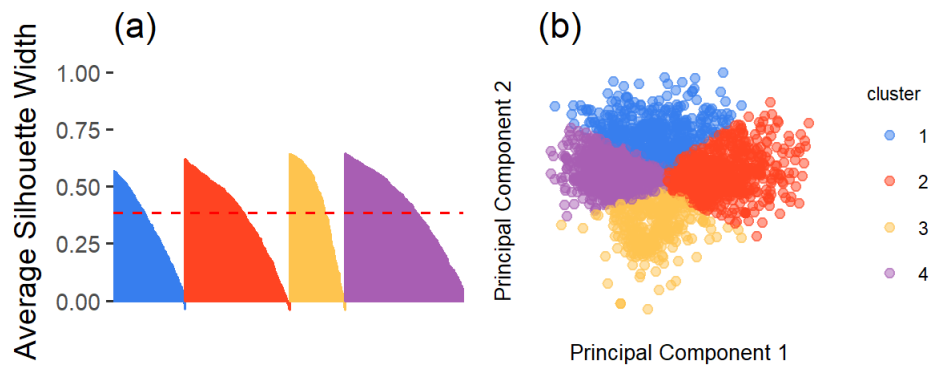 (a)
Average Silhouette Width
1.00
0.75
0.50
0.25
0.00
(b)
Principal Component 2
Principal Component 1
cluster
1
2
3
4